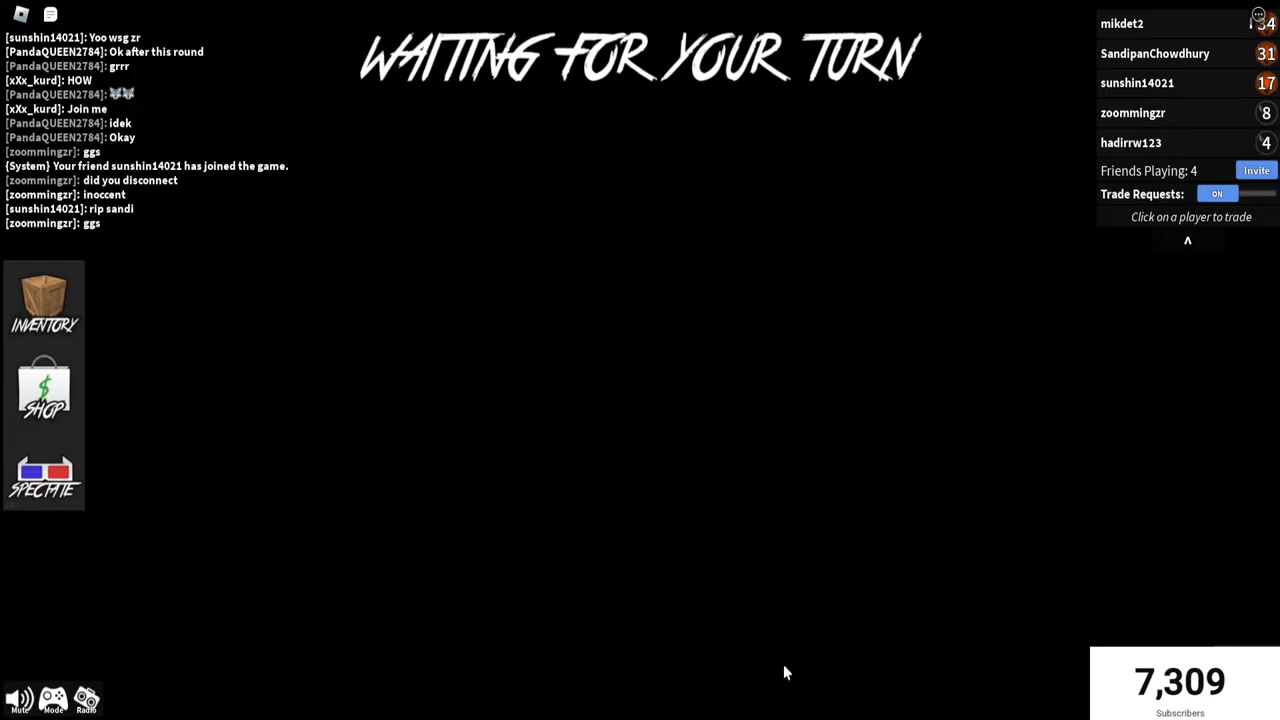 [sunshin14021]: Yoo wsg zr
[PandaQUEEN2784]: Ok after this round
[PandaQUEEN2784]: grrr
[xXx_kurd]: HOW
[PandaQUEEN2784]: 🐺🐺
[xXx_kurd]: Join me
[PandaQUEEN2784]: idek
[PandaQUEEN2784]: Okay
[zoommingzr]: ggs
{System} Your friend sunshin14021 has joined the game.
[zoommingzr]: did you disconnect
[zoommingzr]: inoccent
[sunshin14021]: rip sandi
[zoommingzr]: ggs
WAITING FOR YOUR TURN
mikdet2 34
SandipanChowdhury 31
sunshin14021 17
zoommingzr 8
hadirrw123 4
Friends Playing: 4 Invite
Trade Requests: ON
Click on a player to trade
^
INVENTORY
$
SHOP
SPECTATE
Mute Mode Radio
7,309
Subscribers